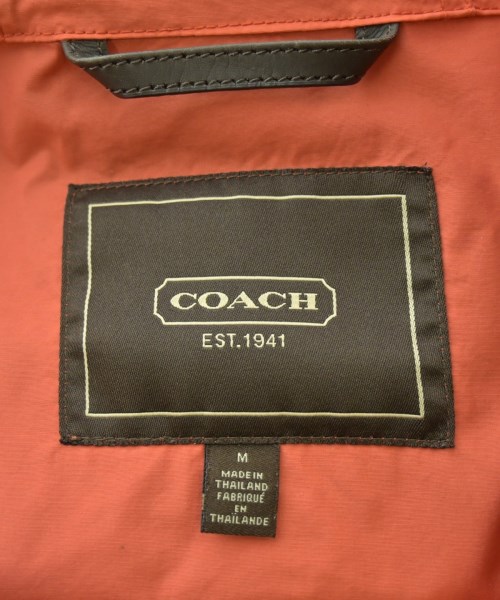 COACH
EST.1941
M
MADE IN
THAILAND
FABRIQUÉ
EN
THAÏLANDE